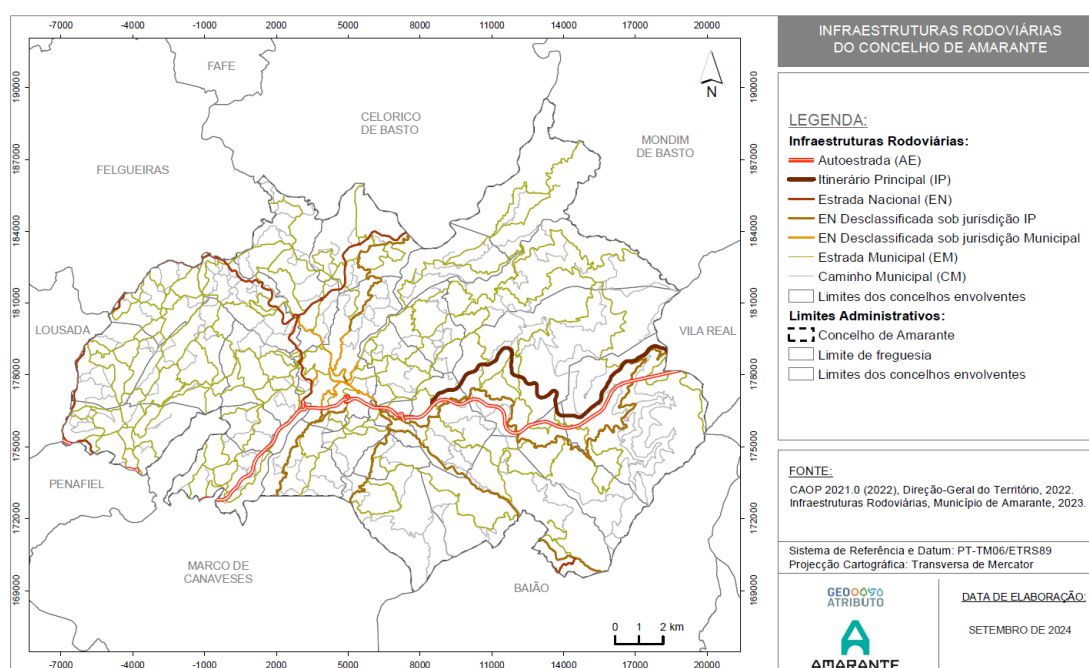 -7000 -4000 -1000 2000 5000 8000 11000 14000 17000 20000
190000
187000
184000
181000
178000
175000
172000
169000
FAFE
CELORICO
DE BASTO
MONDIM
DE BASTO
FELGUEIRAS
LOUSADA
VILA REAL
PENAFIEL
MARCO DE
CANAVESES
BAIÃO
N
0 1 2 km
190000
187000
184000
181000
178000
175000
172000
169000
-7000 -4000 -1000 2000 5000 8000 11000 14000 17000 20000
INFRAESTRUTURAS RODOVIÁRIAS
DO CONCELHO DE AMARANTE
LEGENDA:
Infraestruturas Rodoviárias:
Autoestrada (AE)
Itinerário Principal (IP)
Estrada Nacional (EN)
EN Desclassificada sob jurisdição IP
EN Desclassificada sob jurisdição Municipal
Estrada Municipal (EM)
Caminho Municipal (CM)
Limites dos concelhos envolventes
Limites Administrativos:
Concelho de Amarante
Limite de freguesia
Limites dos concelhos envolventes
FONTE:
CAOP 2021.0 (2022), Direção-Geral do Território, 2022.
Infraestruturas Rodoviárias, Município de Amarante, 2023.
Sistema de Referência e Datum: PT-TM06/ETRS89
Projecção Cartográfica: Transversa de Mercator
GEO
ATRIBUTO
AMARANTE
DATA DE ELABORAÇÃO:
SETEMBRO DE 2024